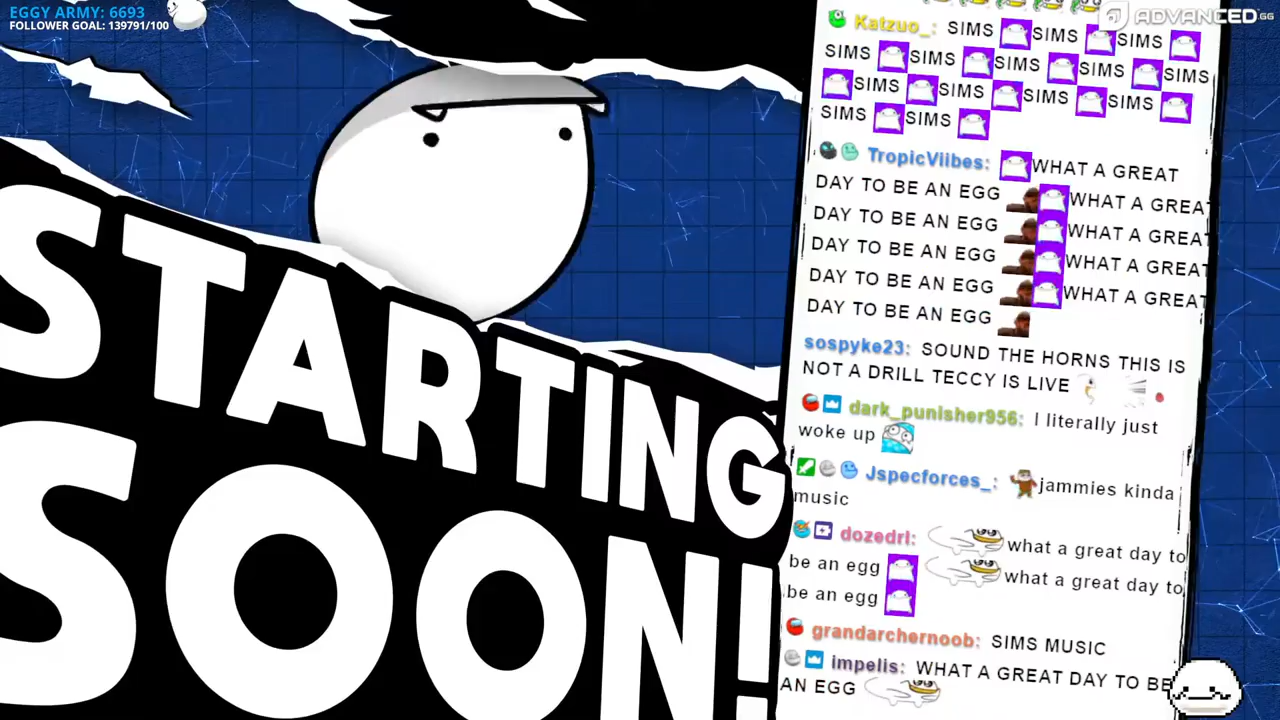 EGGY ARMY: 6693
FOLLOWER GOAL: 139791/100
ADVANCED.GG
STARTING
SOON!
Katzuo_: SIMS SIMS SIMS
SIMS SIMS SIMS SIMS SIMS
SIMS SIMS SIMS SIMS
SIMS SIMS
TropicViibes: WHAT A GREAT
DAY TO BE AN EGG WHAT A GREAT
DAY TO BE AN EGG WHAT A GREAT
DAY TO BE AN EGG WHAT A GREAT
DAY TO BE AN EGG WHAT A GREAT
DAY TO BE AN EGG
sospyke23: SOUND THE HORNS THIS IS
NOT A DRILL TECCY IS LIVE
dark_punisher956: I literally just
woke up
Jspecforces_: jammies kinda
music
dozedrl: what a great day to
be an egg what a great day to
be an egg
grandarchernoob: SIMS MUSIC
impelis: WHAT A GREAT DAY TO BE
AN EGG